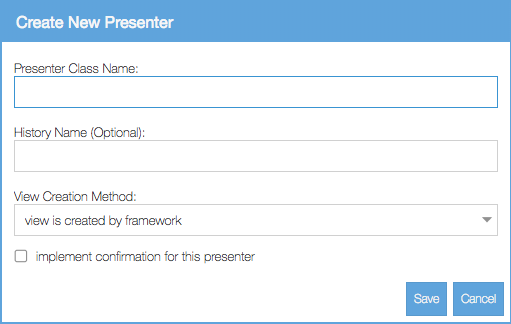 Create New Presenter
Presenter Class Name:
History Name (Optional):
View Creation Method:
view is created by framework
implement confirmation for this presenter
Save Cancel